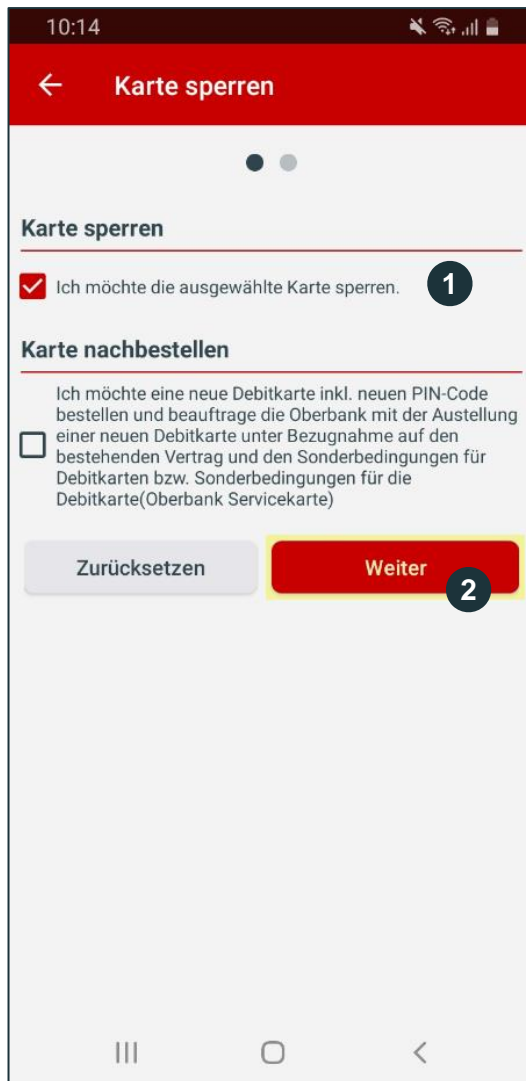 10:14
Karte sperren
Karte sperren
Ich möchte die ausgewählte Karte sperren.
1
Karte nachbestellen
Ich möchte eine neue Debitkarte inkl. neuen PIN-Code
bestellen und beauftrage die Oberbank mit der Austellung
einer neuen Debitkarte unter Bezugnahme auf den
bestehenden Vertrag und den Sonderbedingungen für
Debitkarten bzw. Sonderbedingungen für die
Debitkarte(Oberbank Servicekarte)
Zurücksetzen
Weiter
2